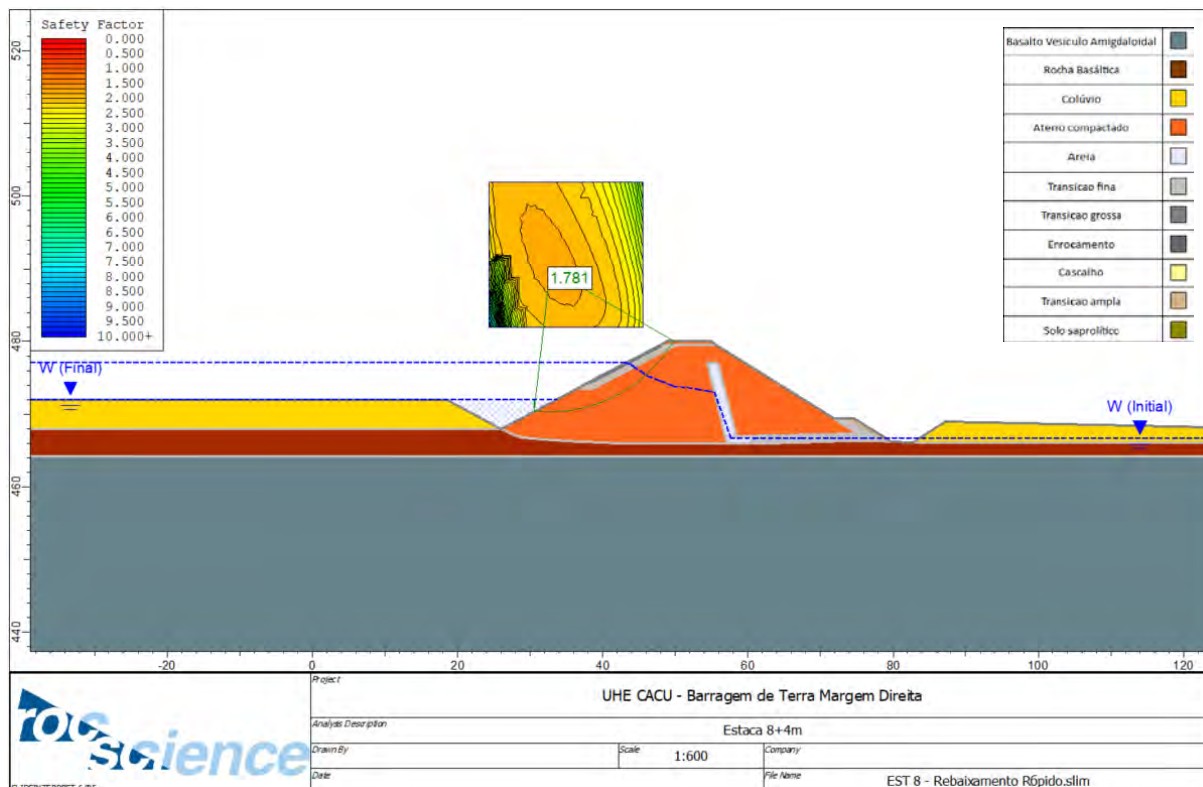 Safety Factor
0.000
0.500
1.000
1.500
2.000
2.500
3.000
3.500
4.000
4.500
5.000
5.500
6.000
6.500
7.000
7.500
8.000
8.500
9.000
9.500
10.000+
Basalto Vesiculo Amigdaloidal
Rocha Basáltica
Colúvio
Aterro compactado
Areia
Transicao fina
Transicao grossa
Enrocamento
Cascalho
Transicao ampla
Solo saprolítico
520
500
480
460
440
1.781
W (Final)
W (Initial)
-20
0
20
40
60
80
100
120
rocscience
Project
UHE CACU - Barragem de Terra Margem Direita
Analysis Description
Estaca 8+4m
Drawn By
Scale
1:600
Company
Date
File Name
EST 8 - Rebaixamento Rбpido.slim